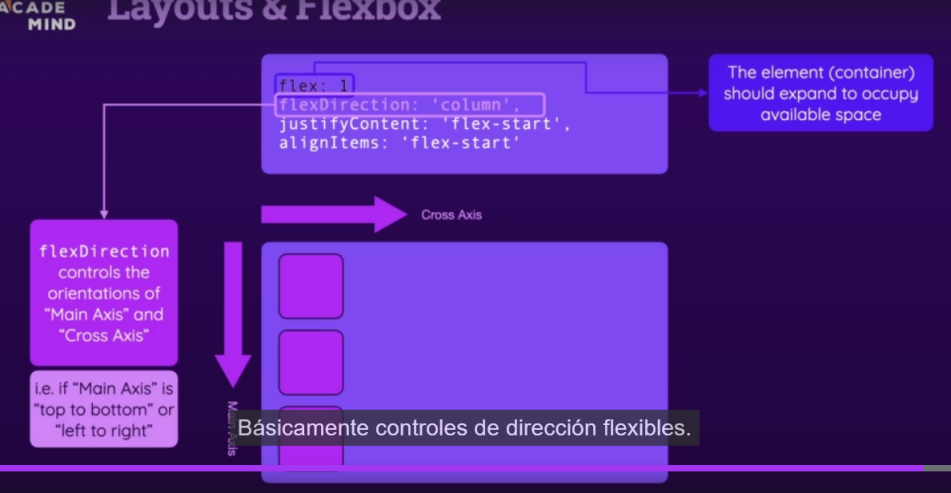 ACADE
MIND
Layouts & Flexbox
flex: 1
flexDirection: 'column',
justifyContent: 'flex-start',
alignItems: 'flex-start'
The element (container)
should expand to occupy
available space
Cross Axis
flexDirection
controls the
orientations of
“Main Axis” and
“Cross Axis”
i.e. if “Main Axis” is
“top to bottom” or
“left to right”
Main Axis
Básicamente controles de dirección flexibles.